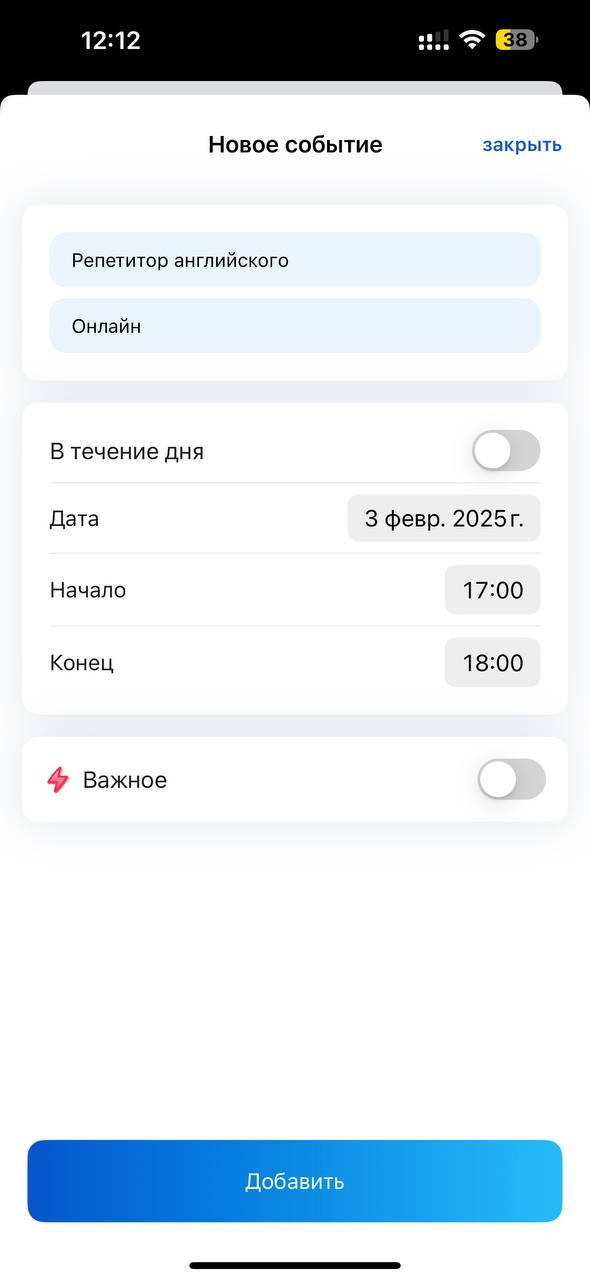 12:12
38
Новое событие
закрыть
Репетитор английского
Онлайн
В течение дня
Дата
3 февр. 2025 г.
Начало
17:00
Конец
18:00
Важное
Добавить